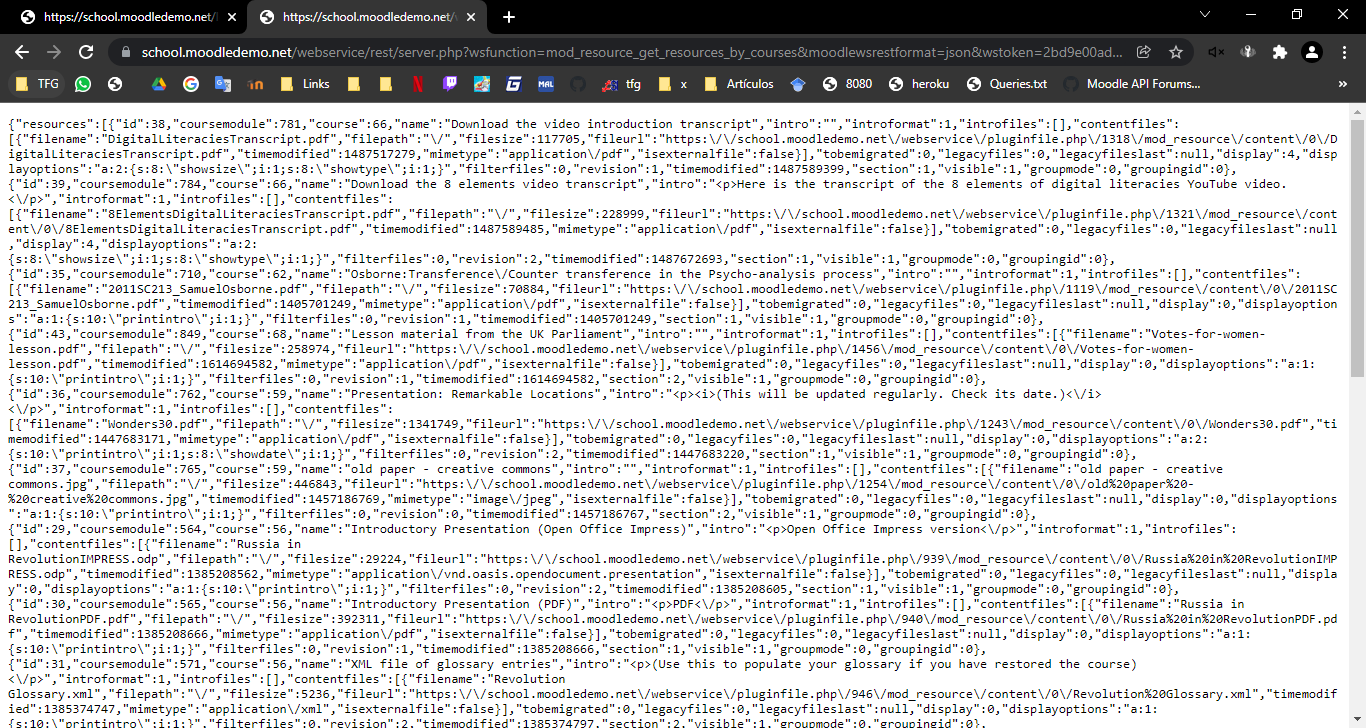 https://school.moodledemo.net/l
https://school.moodledemo.net/v
school.moodledemo.net/webservice/rest/server.php?wsfunction=mod_resource_get_resources_by_courses&moodlewsrestformat=json&wstoken=2bd9e00ad...
TFG in Links MAL tfg x Artículos 8080 heroku Queries.txt Moodle API Forums... »
{"resources":[{"id":38,"coursemodule":781,"course":66,"name":"Download the video introduction transcript","intro":"","introformat":1,"introfiles":[],"contentfiles":
[{"filename":"DigitalLiteraciesTranscript.pdf","filepath":"\/","filesize":117705,"fileurl":"https:\/\/school.moodledemo.net\/webservice\/pluginfile.php\/1318\/mod_resource\/content\/0\/D
igitalLiteraciesTranscript.pdf","timemodified":1487517279,"mimetype":"application\/pdf","isexternalfile":false}],"tobemigrated":0,"legacyfiles":0,"legacyfileslast":null,"display":4,"disp
layoptions":"a:2:{s:8:\"showsize\";i:1;s:8:\"showtype\";i:1;}","filterfiles":0,"revision":1,"timemodified":1487589399,"section":1,"visible":1,"groupmode":0,"groupingid":0},
{"id":39,"coursemodule":784,"course":66,"name":"Download the 8 elements video transcript","intro":"<p>Here is the transcript of the 8 elements of digital literacies YouTube video.
<\/p>","introformat":1,"introfiles":[],"contentfiles":
[{"filename":"8ElementsDigitalLiteraciesTranscript.pdf","filepath":"\/","filesize":228999,"fileurl":"https:\/\/school.moodledemo.net\/webservice\/pluginfile.php\/1321\/mod_resource\/cont
ent\/0\/8ElementsDigitalLiteraciesTranscript.pdf","timemodified":1487589485,"mimetype":"application\/pdf","isexternalfile":false}],"tobemigrated":0,"legacyfiles":0,"legacyfileslast":null
,"display":4,"displayoptions":"a:2:
{s:8:\"showsize\";i:1;s:8:\"showtype\";i:1;}","filterfiles":0,"revision":2,"timemodified":1487672693,"section":1,"visible":1,"groupmode":0,"groupingid":0},
{"id":35,"coursemodule":710,"course":62,"name":"Osborne:Transference\/Counter transference in the Psycho-analysis process","intro":"","introformat":1,"introfiles":[],"contentfiles":
[{"filename":"2011SC213_SamuelOsborne.pdf","filepath":"\/","filesize":70884,"fileurl":"https:\/\/school.moodledemo.net\/webservice\/pluginfile.php\/1119\/mod_resource\/content\/0\/2011SC
213_SamuelOsborne.pdf","timemodified":1405701249,"mimetype":"application\/pdf","isexternalfile":false}],"tobemigrated":0,"legacyfiles":0,"legacyfileslast":null,"display":0,"displayoption
s":"a:1:{s:10:\"printintro\";i:1;}","filterfiles":0,"revision":1,"timemodified":1405701249,"section":1,"visible":1,"groupmode":0,"groupingid":0},
{"id":43,"coursemodule":849,"course":68,"name":"Lesson material from the UK Parliament","intro":"","introformat":1,"introfiles":[],"contentfiles":[{"filename":"Votes-for-women-
lesson.pdf","filepath":"\/","filesize":258974,"fileurl":"https:\/\/school.moodledemo.net\/webservice\/pluginfile.php\/1456\/mod_resource\/content\/0\/Votes-for-women-
lesson.pdf","timemodified":1614694582,"mimetype":"application\/pdf","isexternalfile":false}],"tobemigrated":0,"legacyfiles":0,"legacyfileslast":null,"display":0,"displayoptions":"a:1:
{s:10:\"printintro\";i:1;}","filterfiles":0,"revision":1,"timemodified":1614694582,"section":2,"visible":1,"groupmode":0,"groupingid":0},
{"id":36,"coursemodule":762,"course":59,"name":"Presentation: Remarkable Locations","intro":"<p><i>(This will be updated regularly. Check its date.)<\/i>
<\/p>","introformat":1,"introfiles":[],"contentfiles":
[{"filename":"Wonders30.pdf","filepath":"\/","filesize":1341749,"fileurl":"https:\/\/school.moodledemo.net\/webservice\/pluginfile.php\/1243\/mod_resource\/content\/0\/Wonders30.pdf","ti
memodified":1447683171,"mimetype":"application\/pdf","isexternalfile":false}],"tobemigrated":0,"legacyfiles":0,"legacyfileslast":null,"display":0,"displayoptions":"a:2:
{s:10:\"printintro\";i:1;s:8:\"showdate\";i:1;}","filterfiles":0,"revision":2,"timemodified":1447683220,"section":1,"visible":1,"groupmode":0,"groupingid":0},
{"id":37,"coursemodule":765,"course":59,"name":"old paper - creative commons","intro":"","introformat":1,"introfiles":[],"contentfiles":[{"filename":"old paper - creative
commons.jpg","filepath":"\/","filesize":446843,"fileurl":"https:\/\/school.moodledemo.net\/webservice\/pluginfile.php\/1254\/mod_resource\/content\/0\/old%20paper%20-
%20creative%20commons.jpg","timemodified":1457186769,"mimetype":"image\/jpeg","isexternalfile":false}],"tobemigrated":0,"legacyfiles":0,"legacyfileslast":null,"display":0,"displayoptions
":"a:1:{s:10:\"printintro\";i:1;}","filterfiles":0,"revision":0,"timemodified":1457186767,"section":2,"visible":1,"groupmode":0,"groupingid":0},
{"id":29,"coursemodule":564,"course":56,"name":"Introductory Presentation (Open Office Impress)","intro":"<p>Open Office Impress version<\/p>","introformat":1,"introfiles":
[],"contentfiles":[{"filename":"Russia in
RevolutionIMPRESS.odp","filepath":"\/","filesize":29224,"fileurl":"https:\/\/school.moodledemo.net\/webservice\/pluginfile.php\/939\/mod_resource\/content\/0\/Russia%20in%20RevolutionIMP
RESS.odp","timemodified":1385208562,"mimetype":"application\/vnd.oasis.opendocument.presentation","isexternalfile":false}],"tobemigrated":0,"legacyfiles":0,"legacyfileslast":null,"displa
y":0,"displayoptions":"a:1:{s:10:\"printintro\";i:1;}","filterfiles":0,"revision":2,"timemodified":1385208605,"section":1,"visible":1,"groupmode":0,"groupingid":0},
{"id":30,"coursemodule":565,"course":56,"name":"Introductory Presentation (PDF)","intro":"<p>PDF<\/p>","introformat":1,"introfiles":[],"contentfiles":[{"filename":"Russia in
RevolutionPDF.pdf","filepath":"\/","filesize":392311,"fileurl":"https:\/\/school.moodledemo.net\/webservice\/pluginfile.php\/940\/mod_resource\/content\/0\/Russia%20in%20RevolutionPDF.pd
f","timemodified":1385208666,"mimetype":"application\/pdf","isexternalfile":false}],"tobemigrated":0,"legacyfiles":0,"legacyfileslast":null,"display":0,"displayoptions":"a:1:
{s:10:\"printintro\";i:1;}","filterfiles":0,"revision":1,"timemodified":1385208666,"section":1,"visible":1,"groupmode":0,"groupingid":0},
{"id":31,"coursemodule":571,"course":56,"name":"XML file of glossary entries","intro":"<p>(Use this to populate your glossary if you have restored the course)
<\/p>","introformat":1,"introfiles":[],"contentfiles":[{"filename":"Revolution
Glossary.xml","filepath":"\/","filesize":5236,"fileurl":"https:\/\/school.moodledemo.net\/webservice\/pluginfile.php\/946\/mod_resource\/content\/0\/Revolution%20Glossary.xml","timemodif
ied":1385374747,"mimetype":"application\/xml","isexternalfile":false}],"tobemigrated":0,"legacyfiles":0,"legacyfileslast":null,"display":0,"displayoptions":"a:1:
{s:10:\"printintro\";i:1;}","filterfiles":0,"revision":2,"timemodified":1385374797,"section":2,"visible":1,"groupmode":0,"groupingid":0},